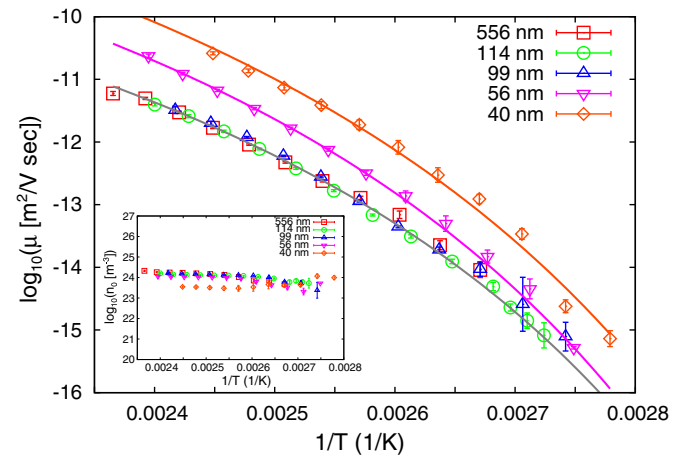 -10
-11
-12
-13
-14
-15
-16
log10(μ [m²/V sec])
556 nm
114 nm
99 nm
56 nm
40 nm
27
26
25
24
23
22
21
20
log10(n0 [m⁻³])
556 nm
114 nm
99 nm
56 nm
40 nm
0.0024 0.0025 0.0026 0.0027 0.0028
1/T (1/K)
0.0024 0.0025 0.0026 0.0027 0.0028
1/T (1/K)